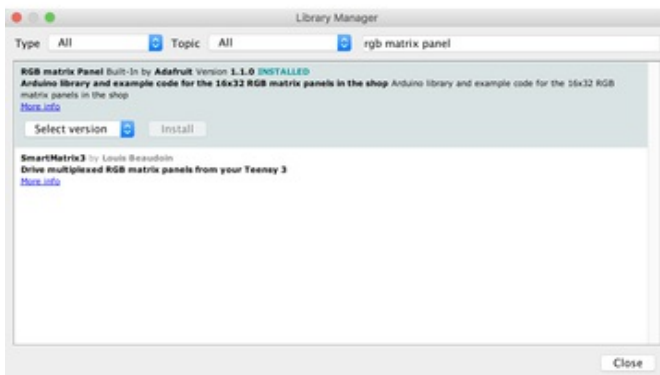 Library Manager
Type All Topic All rgb matrix panel
RGB matrix Panel Built-In by Adafruit Version 1.1.0 INSTALLED
Arduino library and example code for the 16x32 RGB matrix panels in the shop Arduino library and example code for the 16x32 RGB
matrix panels in the shop
More info
Select version Install
SmartMatrix3 by Louis Beaudoin
Drive multiplexed RGB matrix panels from your Teensy 3
More info
Close